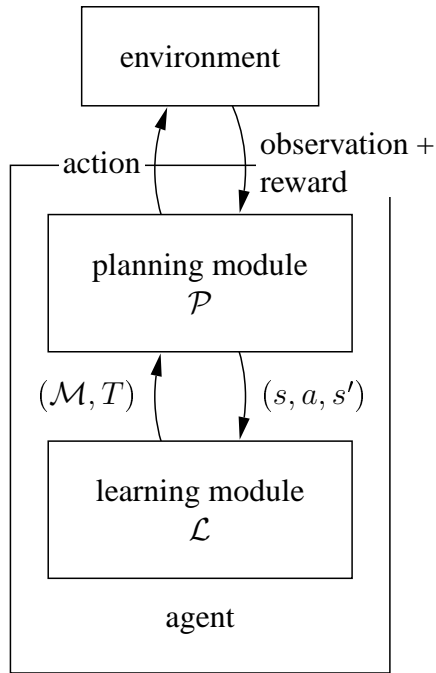 environment
action
observation +
reward
planning module
𝒫
(ℳ, T)
(s, a, s′)
learning module
ℒ
agent